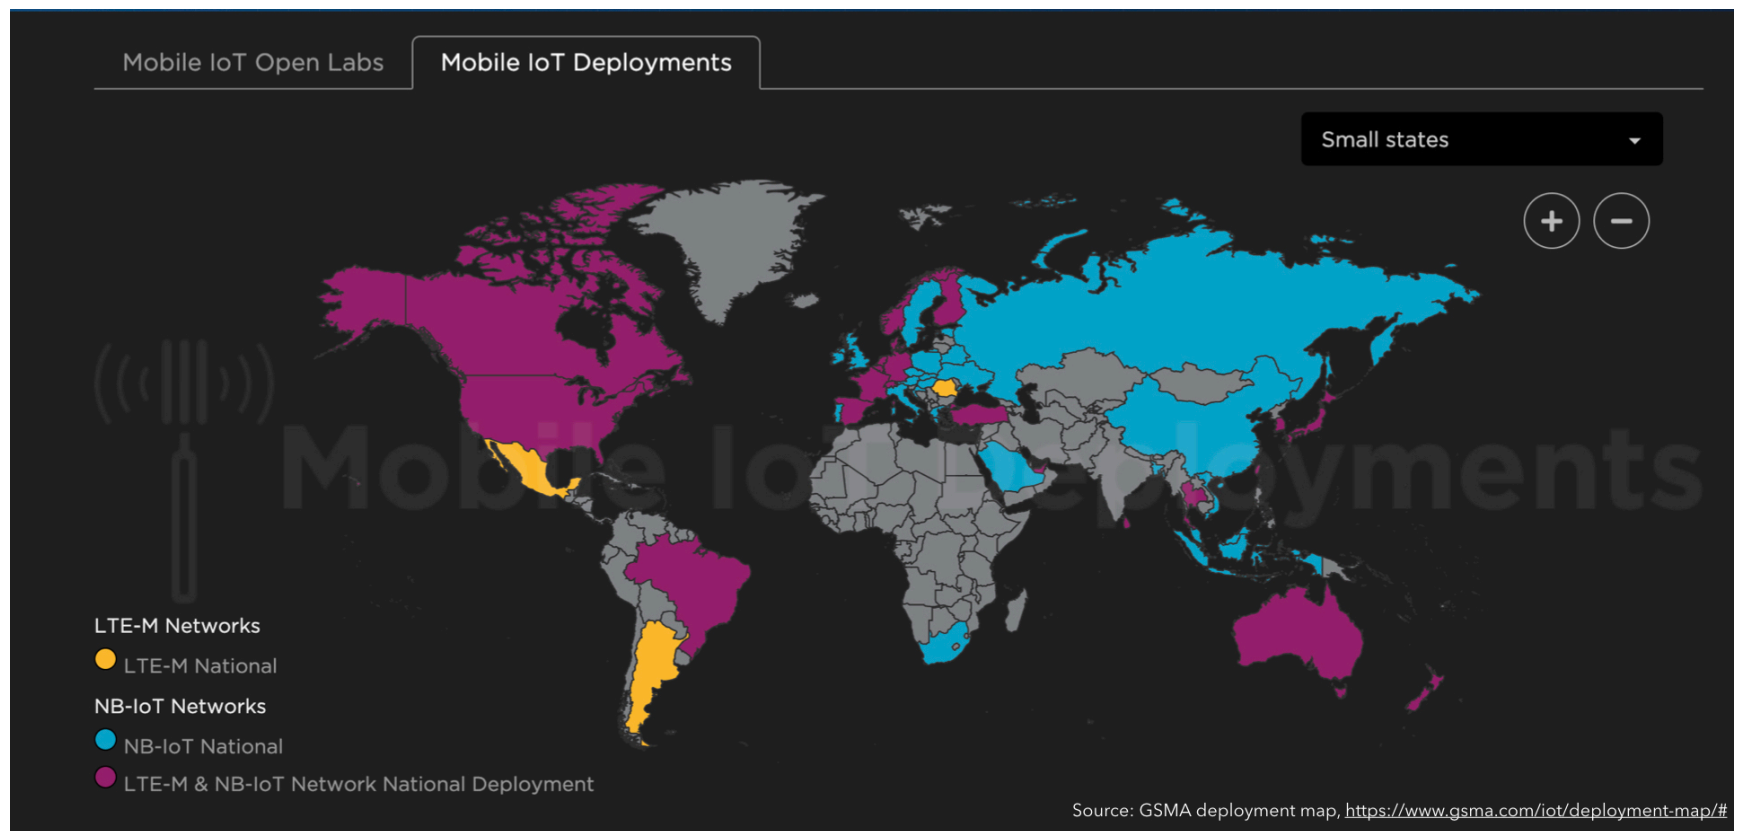 Mobile IoT Open Labs
Mobile IoT Deployments
Small states
Mobile IoT Deployments
LTE-M Networks
LTE-M National
NB-IoT Networks
NB-IoT National
LTE-M & NB-IoT Network National Deployment
Source: GSMA deployment map, https://www.gsma.com/iot/deployment-map/#